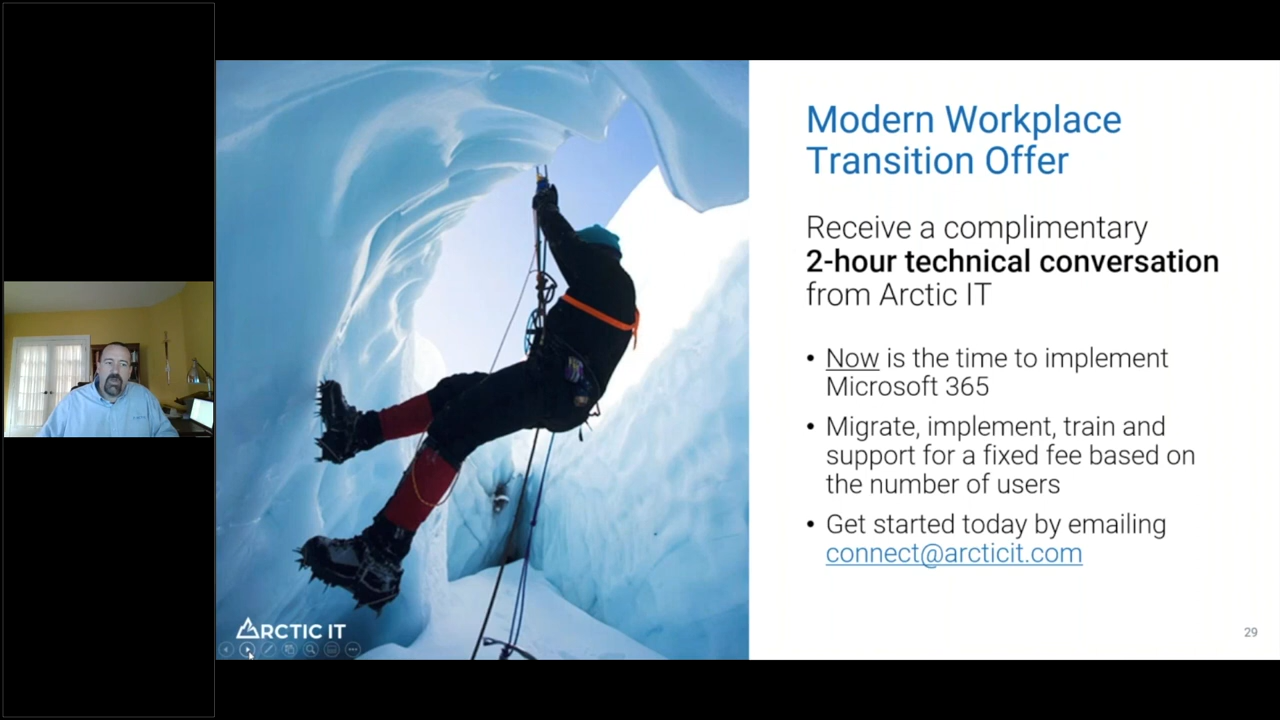 Modern Workplace
Transition Offer
Receive a complimentary
2-hour technical conversation
from Arctic IT
• Now is the time to implement
Microsoft 365
• Migrate, implement, train and
support for a fixed fee based on
the number of users
• Get started today by emailing
connect@arcticit.com
ARCTIC IT
29